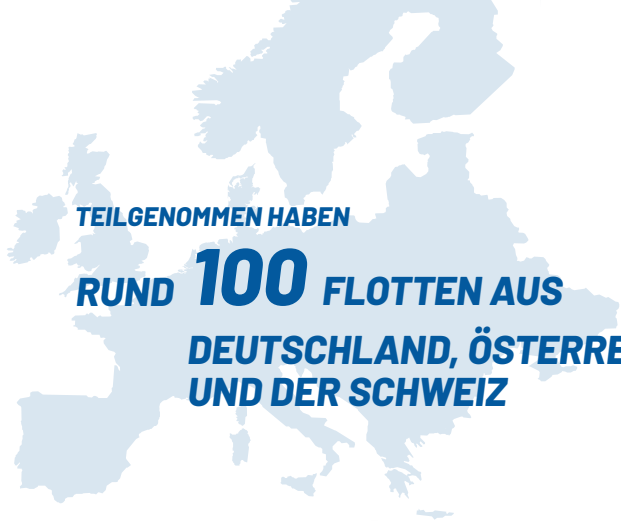 TEILGENOMMEN HABEN
RUND 100 FLOTTEN AUS
DEUTSCHLAND, ÖSTERRE
UND DER SCHWEIZ